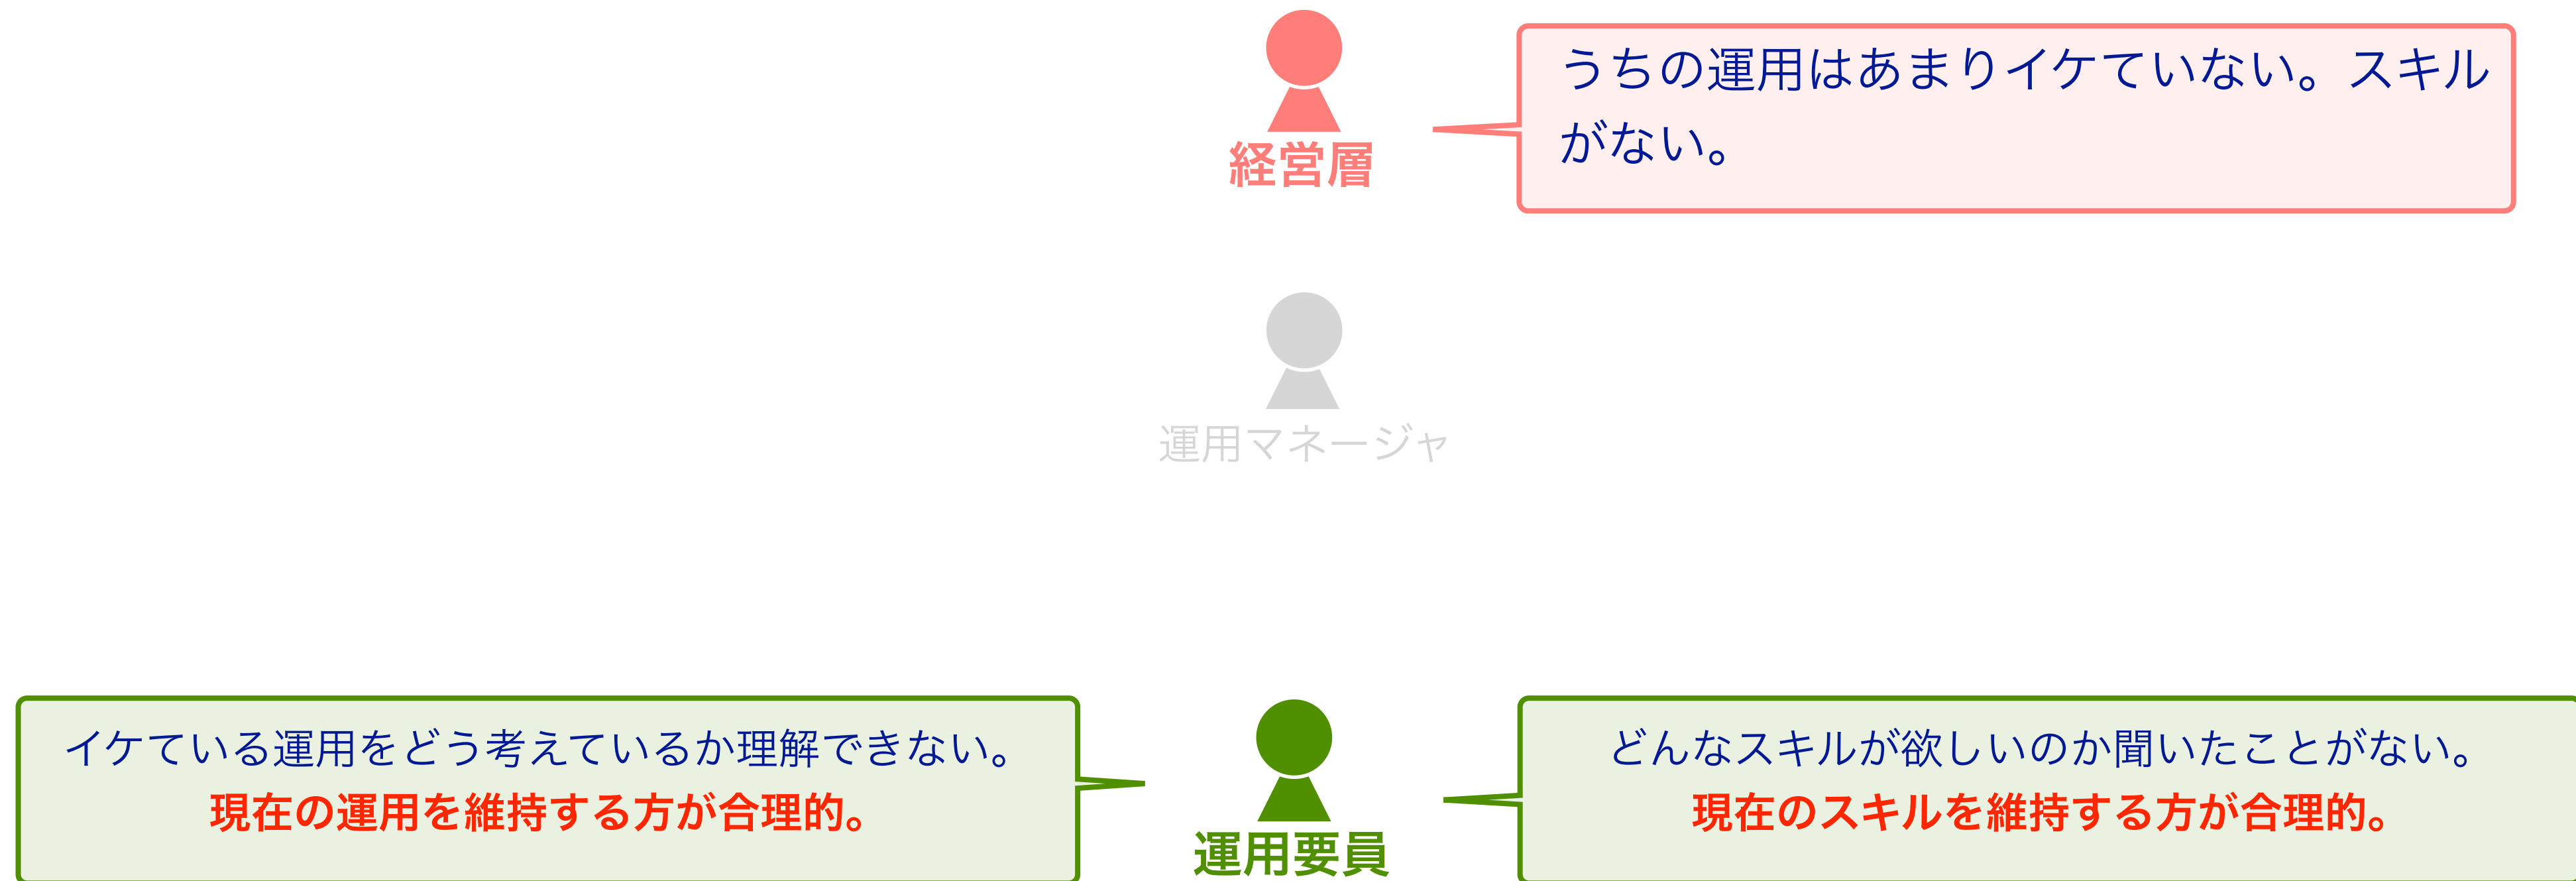 うちの運用はあまりイケていない。スキル
がない。
経営層
運用マネージャ
イケている運用をどう考えているか理解できない。
現在の運用を維持する方が合理的。
運用要員
どんなスキルが欲しいのか聞いたことがない。
現在のスキルを維持する方が合理的。